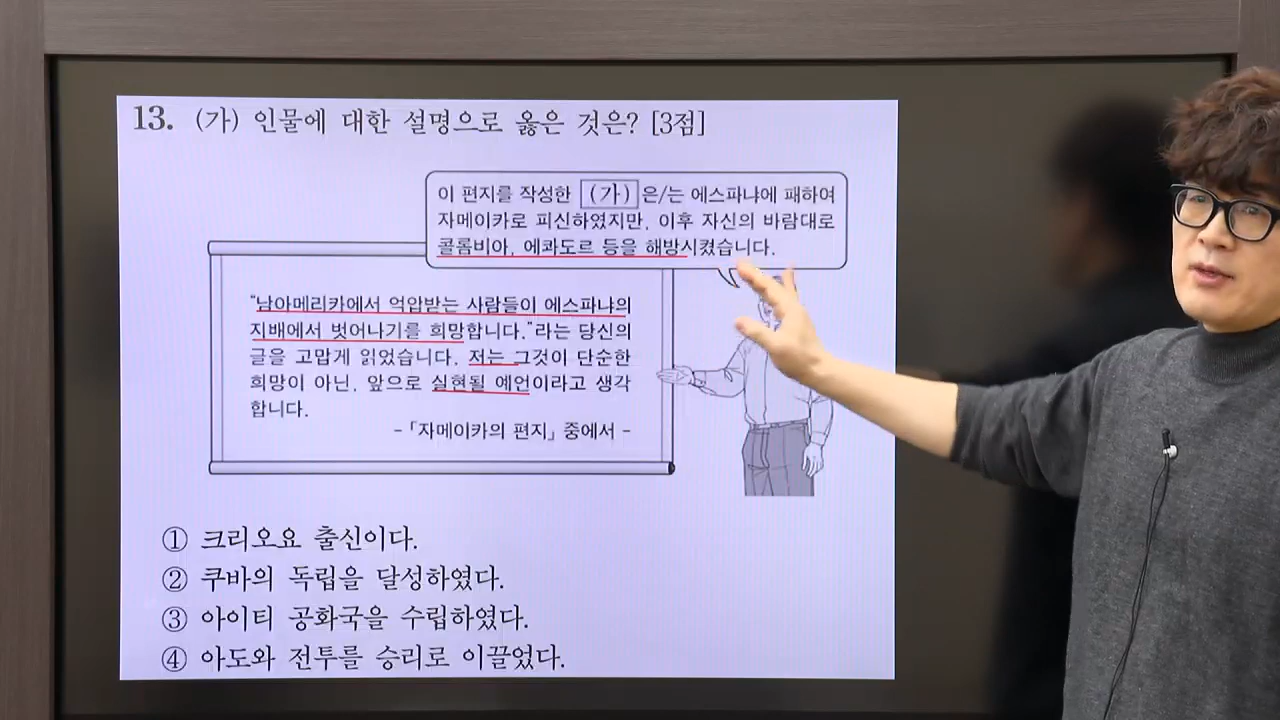 13. (가) 인물에 대한 설명으로 옳은 것은? [3점]
이 편지를 작성한 (가) 은/는 에스파냐에 패하여
자메이카로 피신하였지만, 이후 자신의 바람대로
콜롬비아, 에콰도르 등을 해방시켰습니다.
“남아메리카에서 억압받는 사람들이 에스파냐의
지배에서 벗어나기를 희망합니다.”라는 당신의
글을 고맙게 읽었습니다. 저는 그것이 단순한
희망이 아닌, 앞으로 실현될 예언이라고 생각
합니다.
-「자메이카의 편지」 중에서 -
① 크리오요 출신이다.
② 쿠바의 독립을 달성하였다.
③ 아이티 공화국을 수립하였다.
④ 아도와 전투를 승리로 이끌었다.